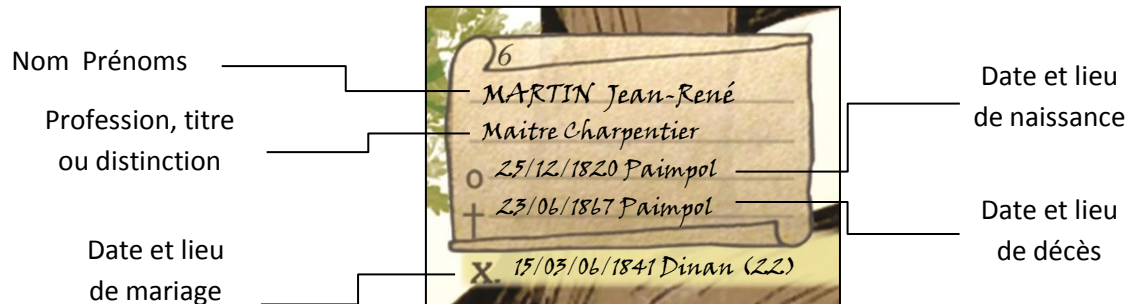 Nom Prénoms
Profession, titre
ou distinction
Date et lieu
de mariage
6
MARTIN Jean-René
Maitre Charpentier
o 25/12/1820 Paimpol
† 23/06/1867 Paimpol
X. 15/03/06/1841 Dinan (22)
Date et lieu
de naissance
Date et lieu
de décès